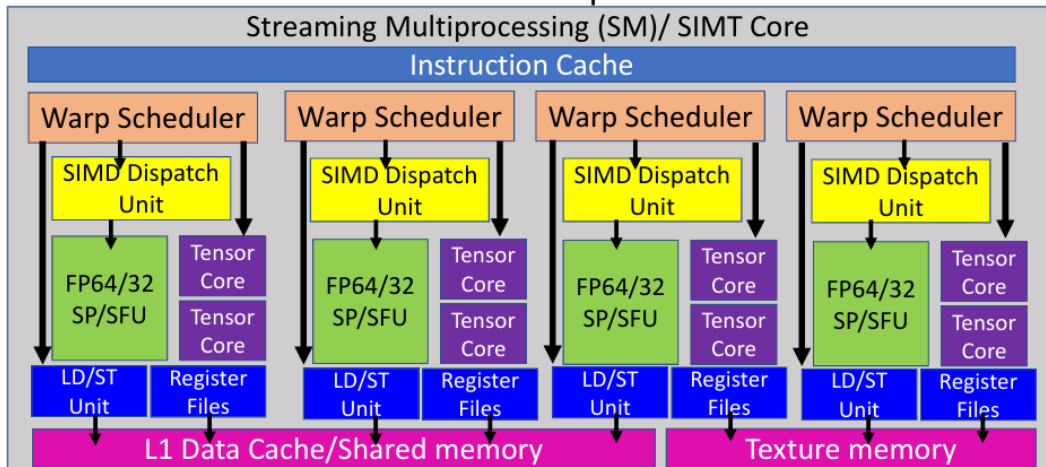 Streaming Multiprocessing (SM)/ SIMT Core
Instruction Cache
Warp Scheduler
Warp Scheduler
Warp Scheduler
Warp Scheduler
SIMD Dispatch
Unit
SIMD Dispatch
Unit
SIMD Dispatch
Unit
SIMD Dispatch
Unit
FP64/32
SP/SFU
Tensor
Core
Tensor
Core
FP64/32
SP/SFU
Tensor
Core
Tensor
Core
FP64/32
SP/SFU
Tensor
Core
Tensor
Core
FP64/32
SP/SFU
Tensor
Core
Tensor
Core
LD/ST
Unit
Register
Files
LD/ST
Unit
Register
Files
LD/ST
Unit
Register
Files
LD/ST
Unit
Register
Files
L1 Data Cache/Shared memory
Texture memory